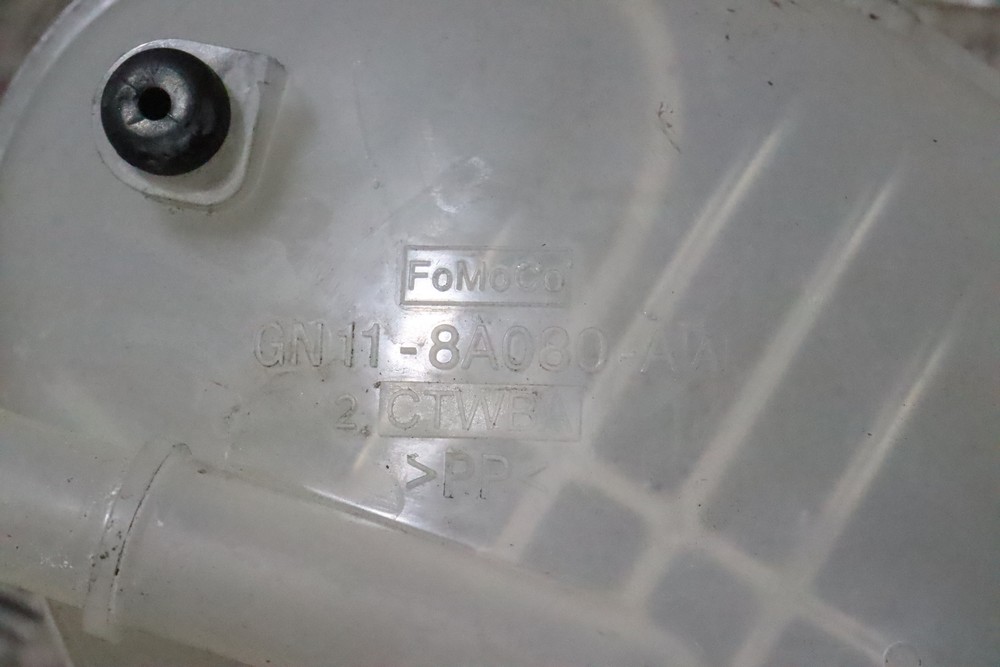 FoMoCo
GN11-8A080-AA
2. CTWBA
>PP<